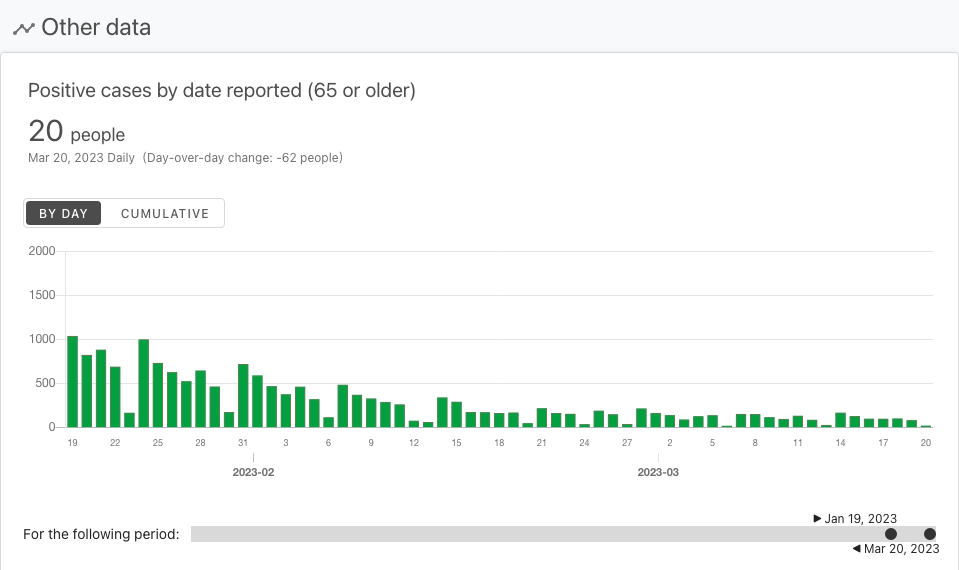 Other data
Positive cases by date reported (65 or older)
20 people
Mar 20, 2023 Daily (Day-over-day change: -62 people)
BY DAY CUMULATIVE
2000
1500
1000
500
0
19 22 25 28 31 3 6 9 12 15 18 21 24 27 2 5 8 11 14 17 20
2023-02 2023-03
▶ Jan 19, 2023
For the following period:
◀ Mar 20, 2023